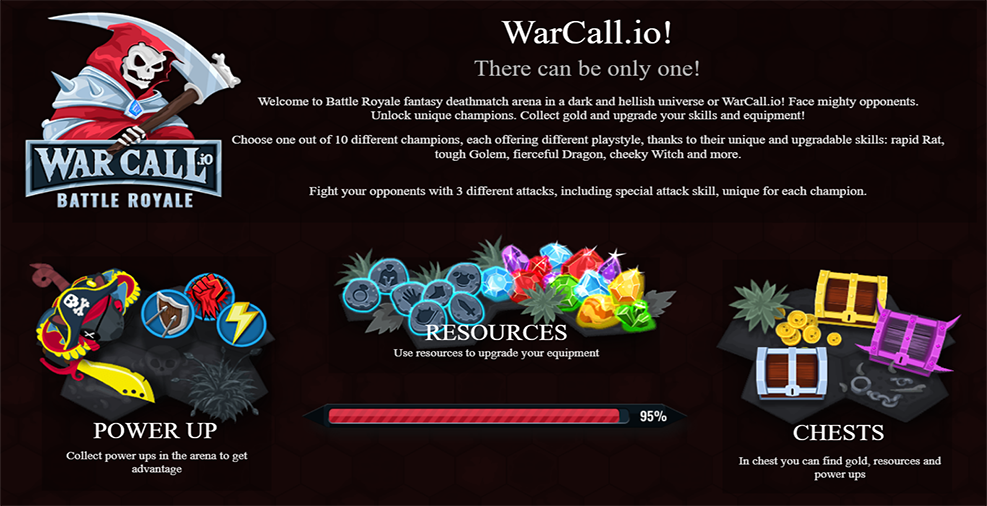 WAR CALL.io
BATTLE ROYALE
WarCall.io!
There can be only one!
Welcome to Battle Royale fantasy deathmatch arena in a dark and hellish universe or WarCall.io! Face mighty opponents.
Unlock unique champions. Collect gold and upgrade your skills and equipment!
Choose one out of 10 different champions, each offering different playstyle, thanks to their unique and upgradable skills: rapid Rat,
tough Golem, fierceful Dragon, cheeky Witch and more.
Fight your opponents with 3 different attacks, including special attack skill, unique for each champion.
POWER UP
Collect power ups in the arena to get
advantage
RESOURCES
Use resources to upgrade your equipment
95%
CHESTS
In chest you can find gold, resources and
power ups